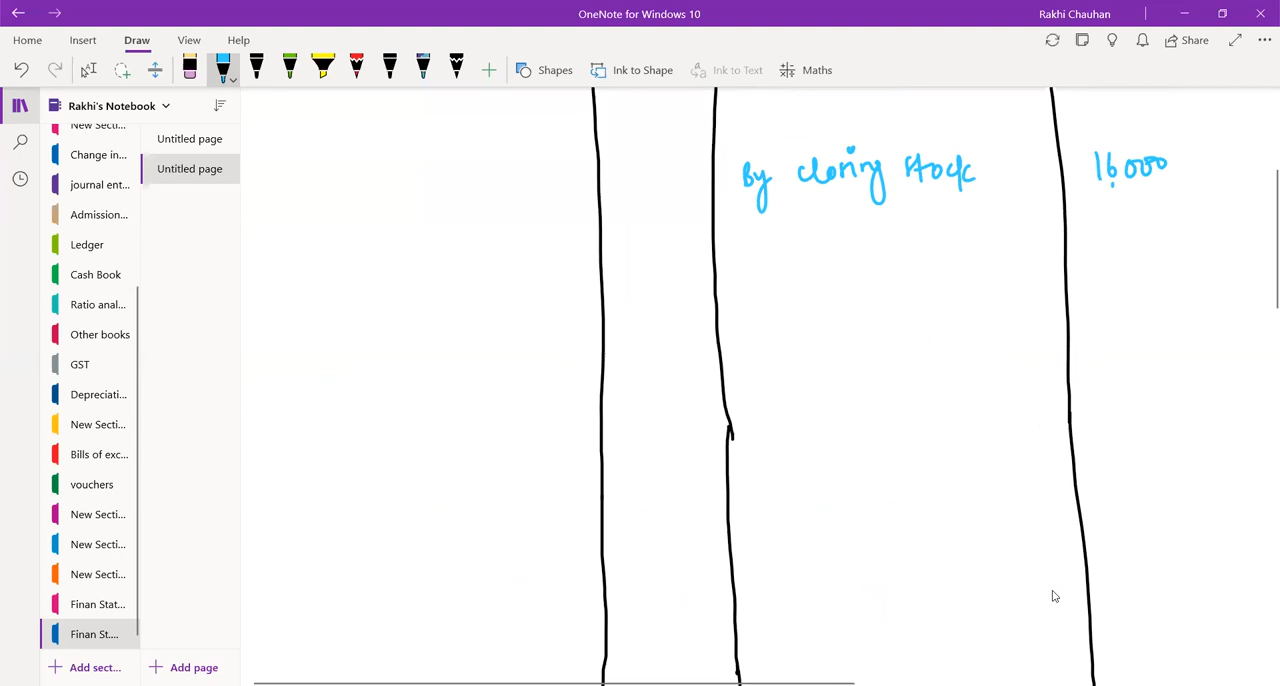 OneNote for Windows 10
Rakhi Chauhan
Home Insert Draw View Help
Share
Shapes
Ink to Shape
Ink to Text
Maths
Rakhi's Notebook
New Secti...
Change in...
journal ent...
Admission...
Ledger
Cash Book
Ratio anal...
Other books
GST
Depreciati...
New Secti...
Bills of exc...
vouchers
New Secti...
New Secti...
New Secti...
Finan Stat...
Finan St....
Add sect...
Untitled page
Untitled page
Add page
By closing stock 16000